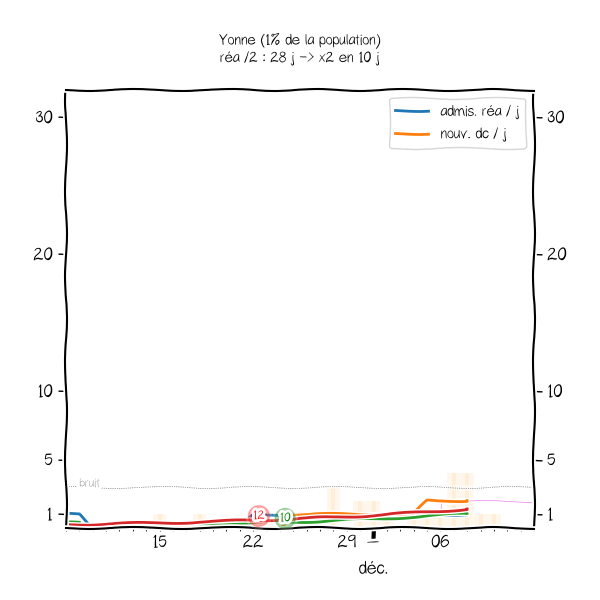 Yonne (1% de la population)
réa /2 : 28 j -> x2 en 10 j
admis. réa / j
nouv. dc / j
30
30
20
20
10
10
5
5
bruit
1
1
12
10
15
22
29
06
déc.